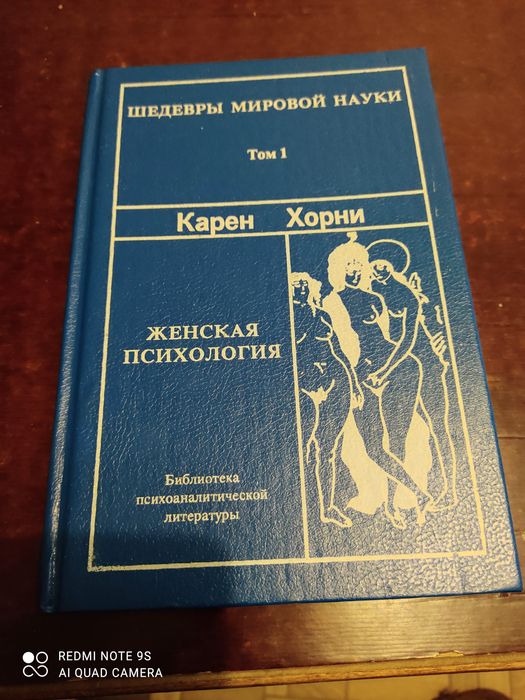 ШЕДЕВРЫ МИРОВОЙ НАУКИ
Том 1
Карен Хорни
ЖЕНСКАЯ
ПСИХОЛОГИЯ
Библиотека
психоаналитической
литературы
REDMI NOTE 9S
AI QUAD CAMERA